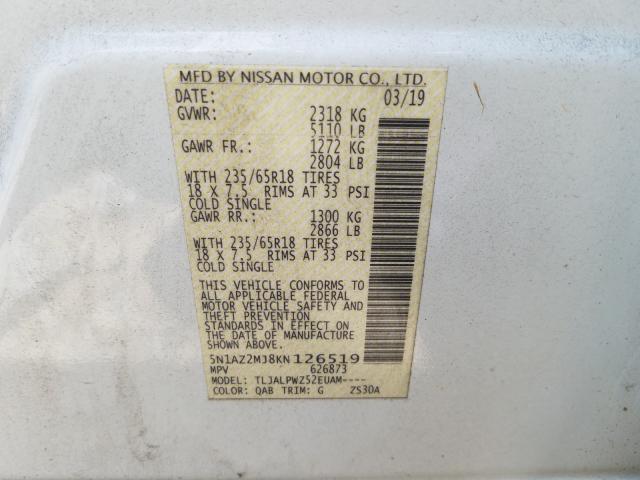 MFD BY NISSAN MOTOR CO., LTD.
DATE: 03/19
GVWR: 2318 KG
5110 LB
GAWR FR.: 1272 KG
2804 LB
WITH 235/65R18 TIRES
18 X 7.5 RIMS AT 33 PSI
COLD SINGLE
GAWR RR.: 1300 KG
2866 LB
WITH 235/65R18 TIRES
18 X 7.5 RIMS AT 33 PSI
COLD SINGLE
THIS VEHICLE CONFORMS TO
ALL APPLICABLE FEDERAL
MOTOR VEHICLE SAFETY AND
THEFT PREVENTION
STANDARDS IN EFFECT ON
THE DATE OF MANUFACTURE
SHOWN ABOVE.
5N1AZ2MJ8KN126519
MPV 626873
MODEL: TLJALPWZ52EUAM----
COLOR: QAB TRIM: G ZS30A